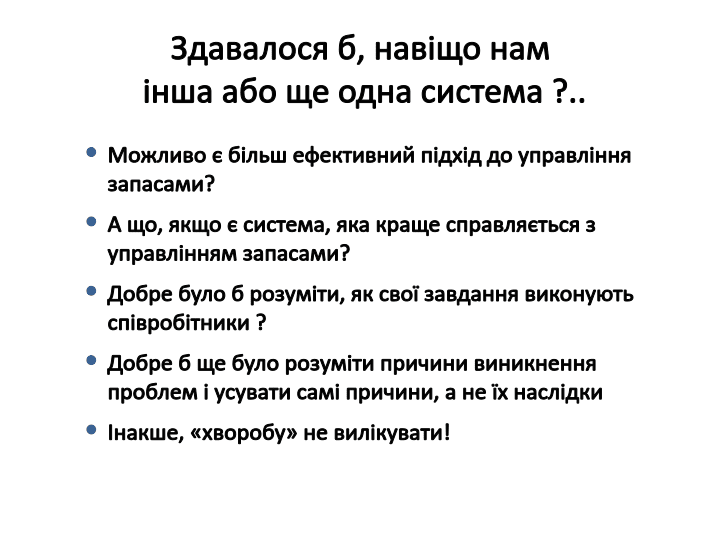 Здавалося б, навіщо нам
інша або ще одна система ?..
Можливо є більш ефективний підхід до управління
запасами?
А що, якщо є система, яка краще справляється з
управлінням запасами?
Добре було б розуміти, як свої завдання виконують
співробітники ?
Добре б ще було розуміти причини виникнення
проблем і усувати самі причини, а не їх наслідки
Інакше, «хворобу» не вилікувати!